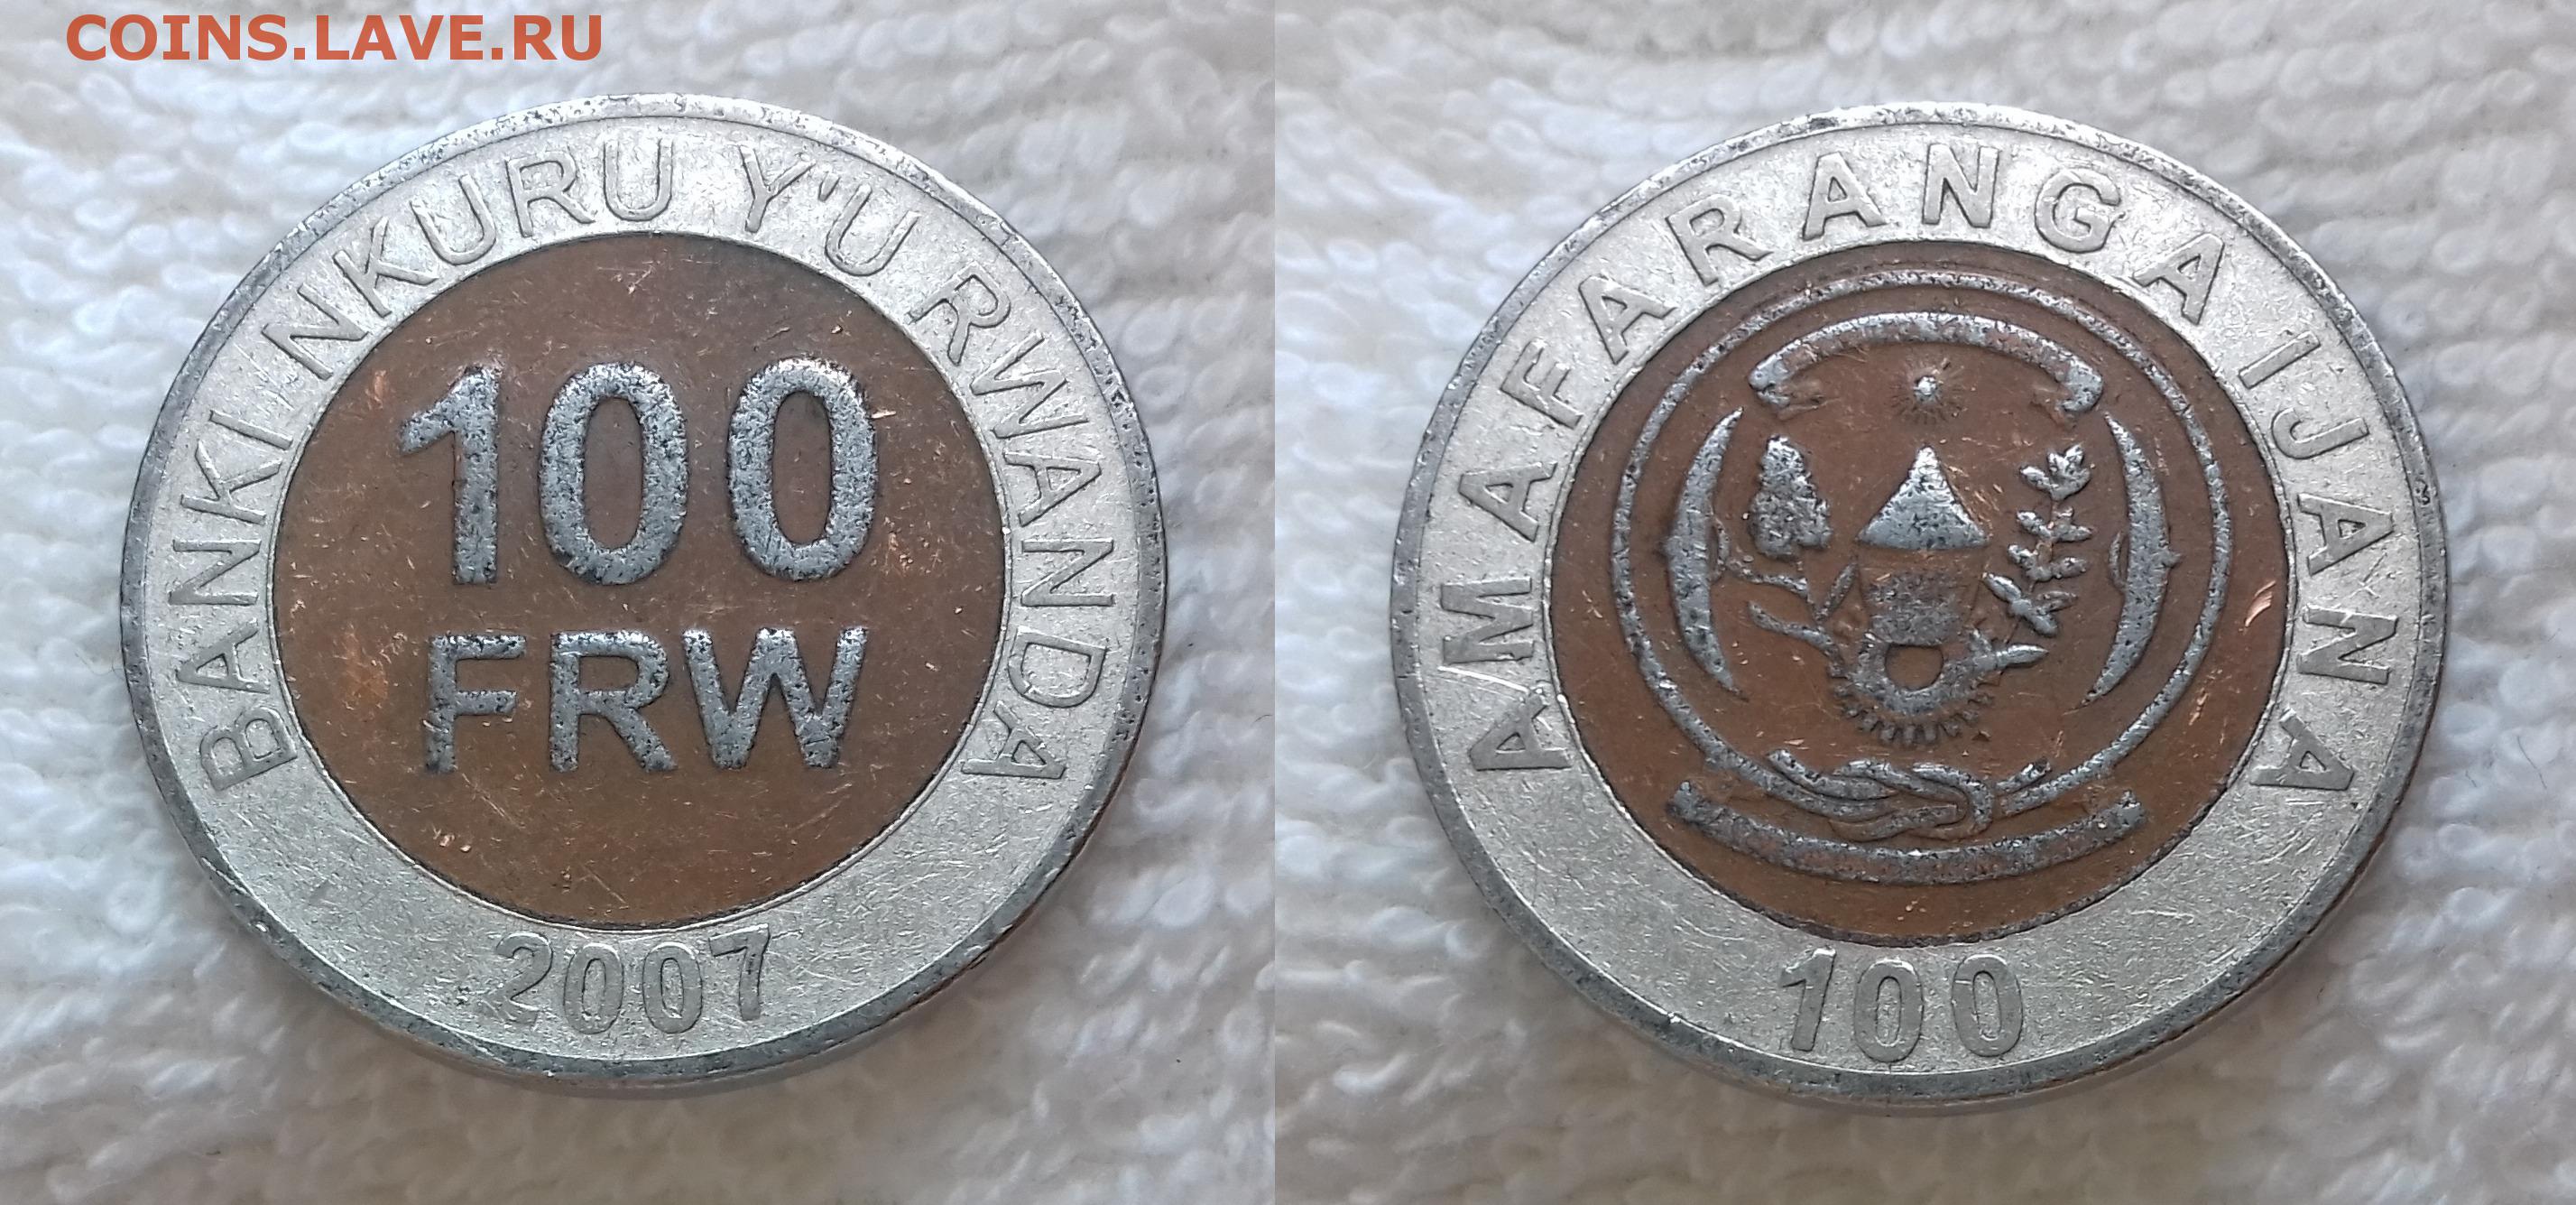 COINS.LAVE.RU
BANKI NKURU Y'U RWANDA
100
FRW
2007
AMAFARANGA IJANA
100